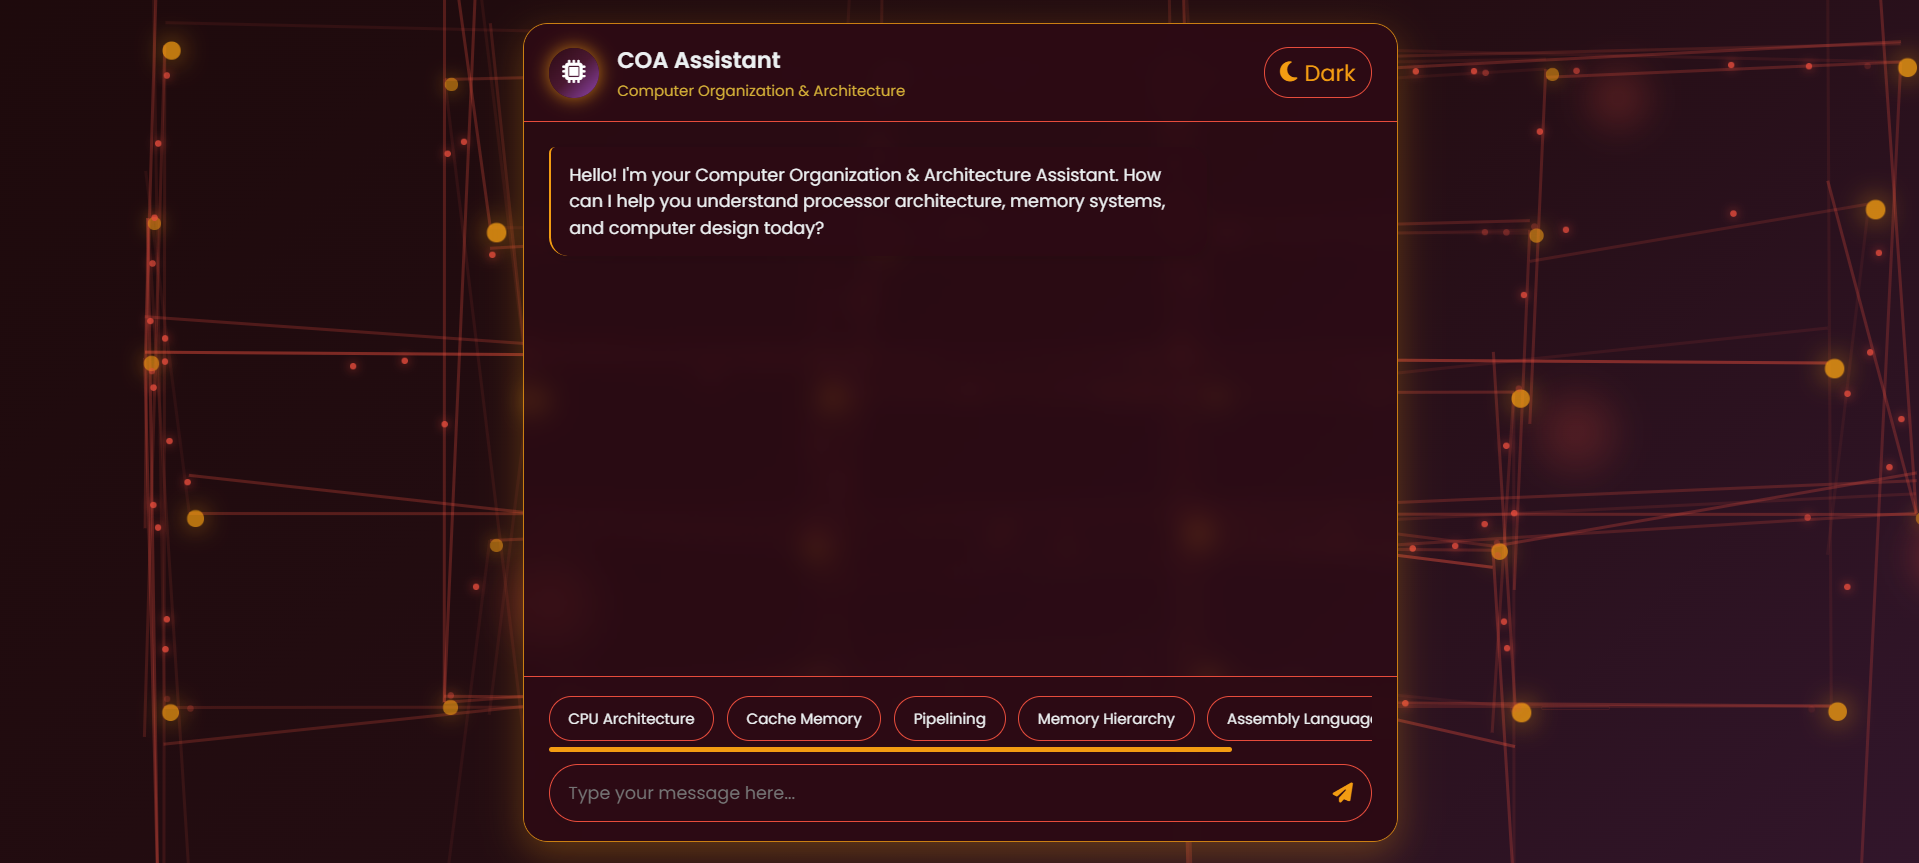 COA Assistant
Computer Organization & Architecture
Dark
Hello! I'm your Computer Organization & Architecture Assistant. How
can I help you understand processor architecture, memory systems,
and computer design today?
CPU Architecture
Cache Memory
Pipelining
Memory Hierarchy
Assembly Languag
Type your message here...